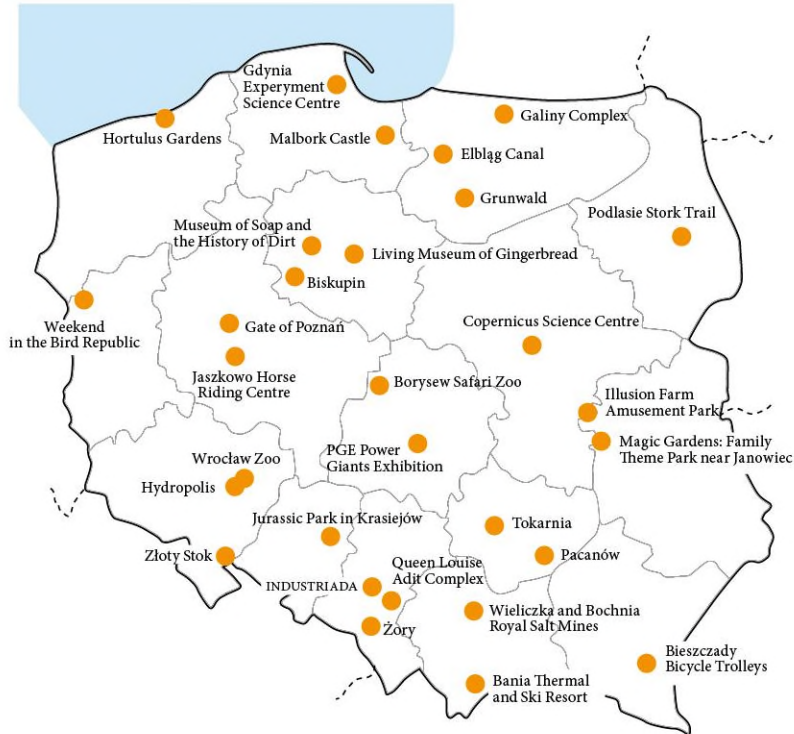 Gdynia
Experyment
Science Centre
Hortulus Gardens
Malbork Castle
Galiny Complex
Elbląg Canal
Grunwald
Podlasie Stork Trail
Museum of Soap and
the History of Dirt
Living Museum of Gingerbread
Biskupin
Weekend
in the Bird Republic
Gate of Poznań
Copernicus Science Centre
Jaszkowo Horse
Riding Centre
Borysew Safari Zoo
Illusion Farm
Amusement Park
PGE Power
Giants Exhibition
Magic Gardens: Family
Theme Park near Janowiec
Wrocław Zoo
Hydropolis
Jurassic Park in Krasiejów
Tokarnia
Złoty Stok
Pacanów
Queen Louise
Adit Complex
INDUSTRIADA
Żory
Wieliczka and Bochnia
Royal Salt Mines
Bieszczady
Bicycle Trolleys
Bania Thermal
and Ski Resort